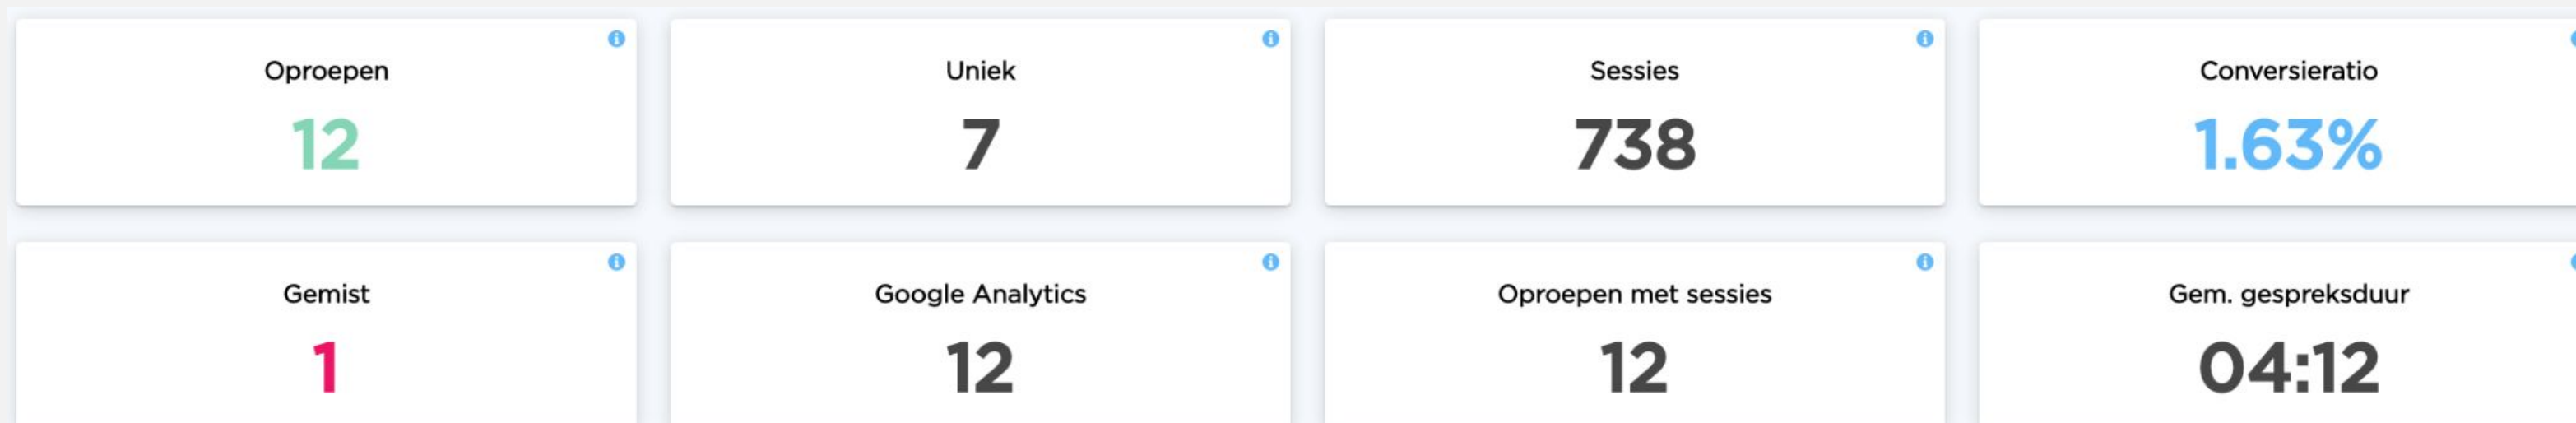 Oproepen
12
Uniek
7
Sessies
738
Conversieratio
1.63%
Gemist
1
Google Analytics
12
Oproepen met sessies
12
Gem. gespreksduur
04:12